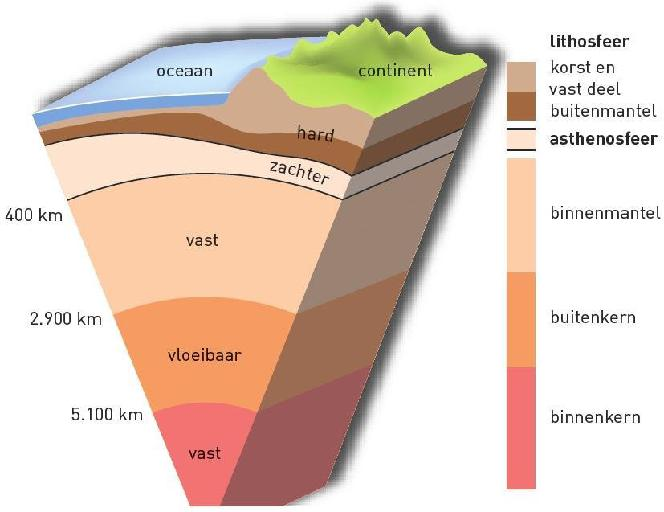 oceaan
continent
hard
zachter
400 km
vast
2.900 km
vloeibaar
5.100 km
vast
lithosfeer
korst en
vast deel
buitenmantel
asthenosfeer
binnenmantel
buitenkern
binnenkern